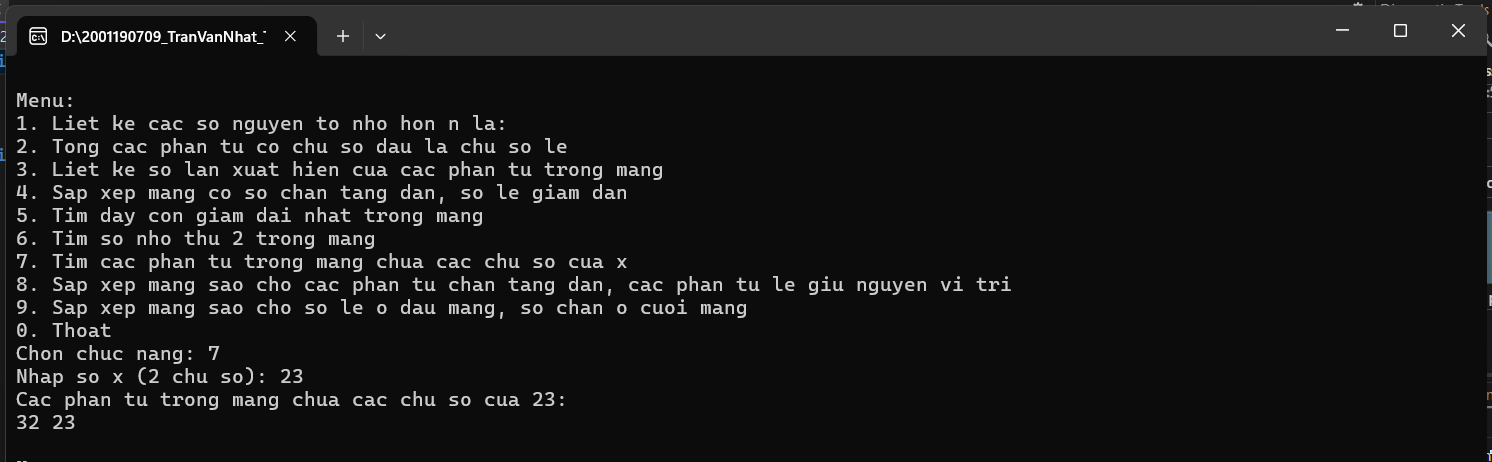 D:\2001190709_TranVanNhat_
Menu:
1. Liet ke cac so nguyen to nho hon n la:
2. Tong cac phan tu co chu so dau la chu so le
3. Liet ke so lan xuat hien cua cac phan tu trong mang
4. Sap xep mang co so chan tang dan, so le giam dan
5. Tim day con giam dai nhat trong mang
6. Tim so nho thu 2 trong mang
7. Tim cac phan tu trong mang chua cac chu so cua x
8. Sap xep mang sao cho cac phan tu chan tang dan, cac phan tu le giu nguyen vi tri
9. Sap xep mang sao cho so le o dau mang, so chan o cuoi mang
0. Thoat
Chon chuc nang: 7
Nhap so x (2 chu so): 23
Cac phan tu trong mang chua cac chu so cua 23:
32 23